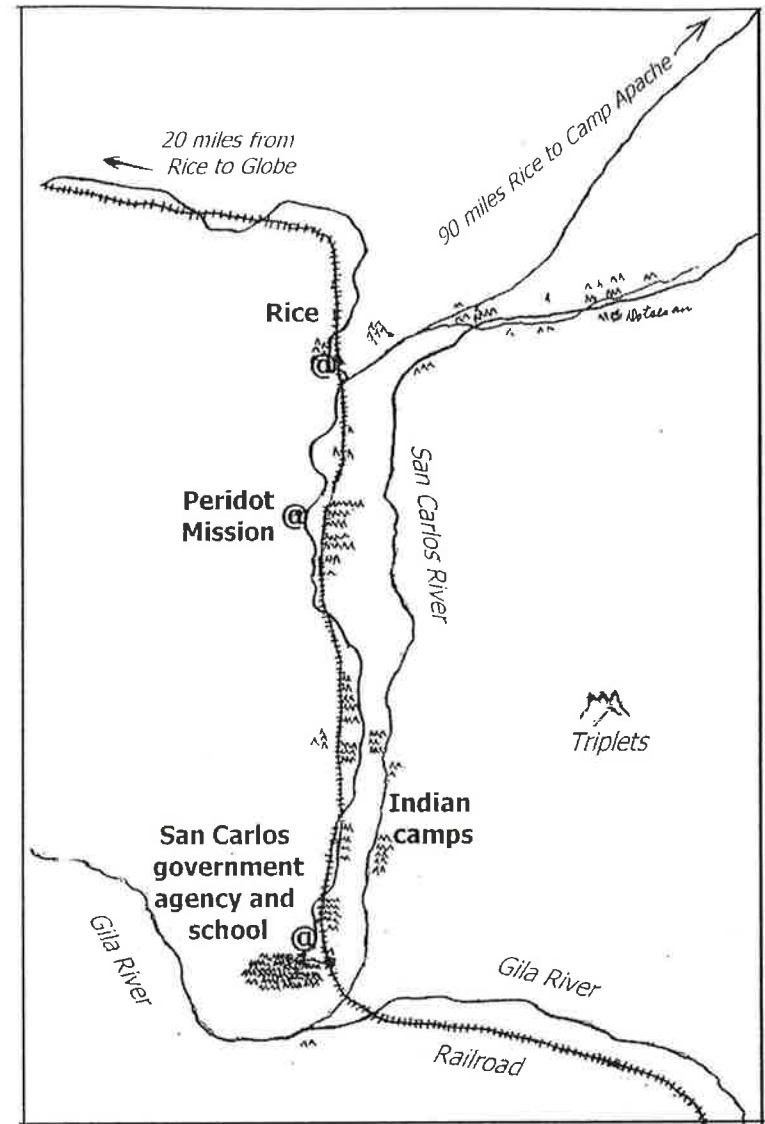 20 miles from
Rice to Globe
90 miles Rice to Camp Apache
Rice
@
Peridot
Mission
@
San Carlos River
Triplets
Indian
camps
San Carlos
government
agency and
school
@
Gila River
Gila River
Railroad